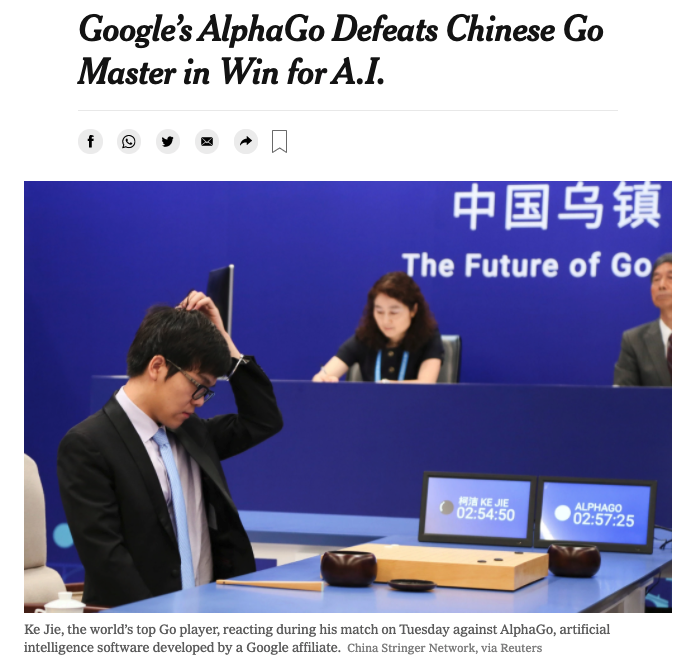 Google’s AlphaGo Defeats Chinese Go
Master in Win for A.I.
中国乌镇
The Future of Go
柯洁 KE JIE
02:54:50
ALPHAGO
02:57:25
Ke Jie, the world’s top Go player, reacting during his match on Tuesday against AlphaGo, artificial
intelligence software developed by a Google affiliate. China Stringer Network, via Reuters